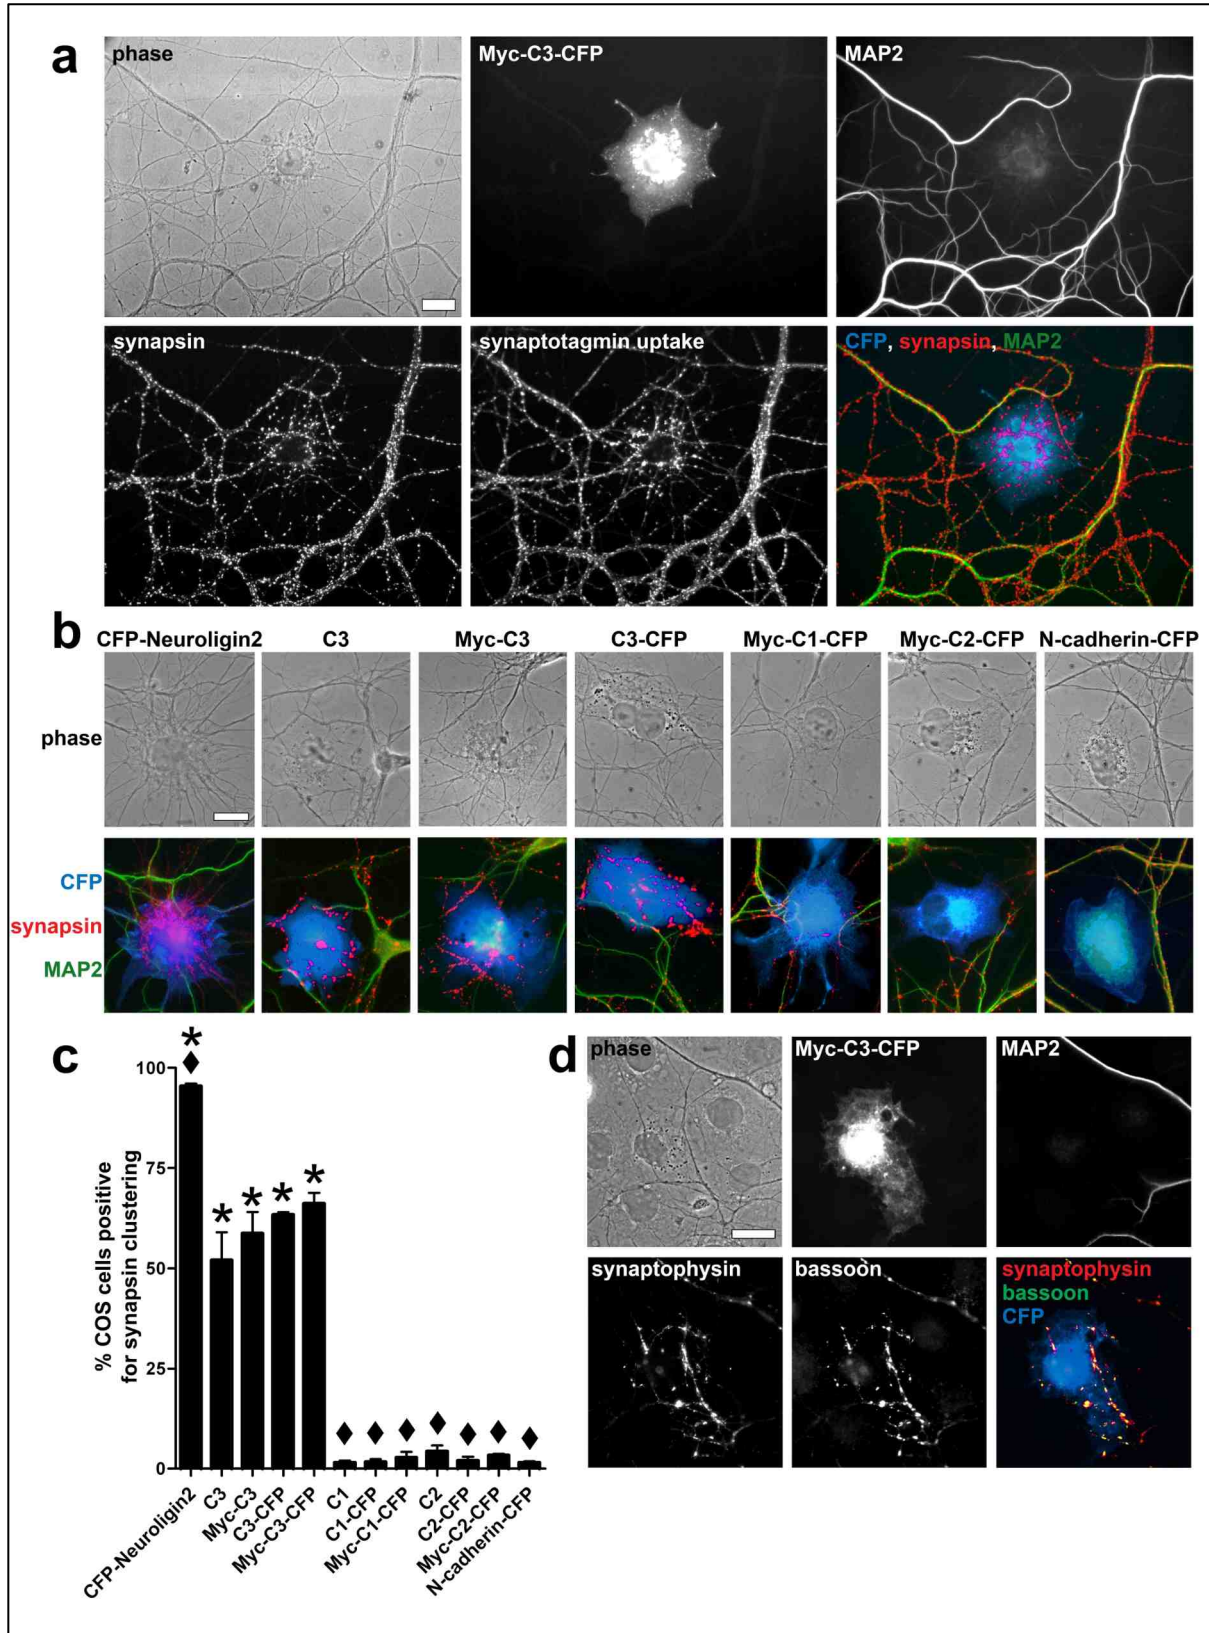 a
phase
Myc-C3-CFP
MAP2
synapsin
synaptotagmin uptake
CFP, synapsin, MAP2
b
CFP-Neuroligin2
C3
Myc-C3
C3-CFP
Myc-C1-CFP
Myc-C2-CFP
N-cadherin-CFP
phase
CFP
synapsin
MAP2
c
% COS cells positive
for synapsin clustering
100
75
50
25
0
CFP-Neuroligin2
C3
Myc-C3
C3-CFP
Myc-C3-CFP
C1
C1-CFP
Myc-C1-CFP
C2
C2-CFP
Myc-C2-CFP
N-cadherin-CFP
d
phase
Myc-C3-CFP
MAP2
synaptophysin
bassoon
synaptophysin
bassoon
CFP